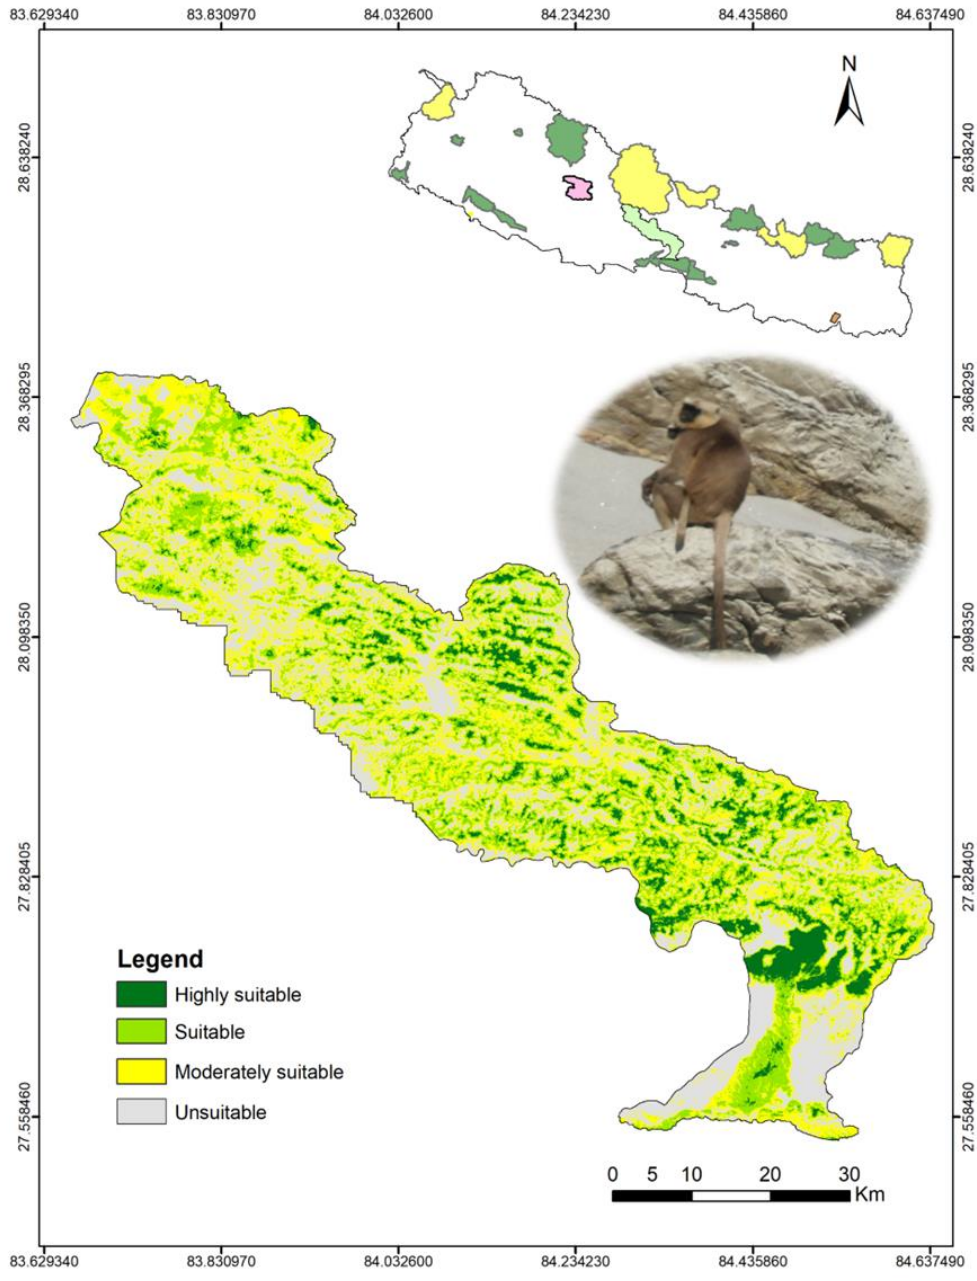 83.629340 83.830970 84.032600 84.234230 84.435860 84.637490
N
28.638240 28.638240
28.368295 28.368295
28.098350 28.098350
27.828405 27.828405
Legend
Highly suitable
Suitable
Moderately suitable
Unsuitable
27.558460 27.558460
0 5 10 20 30
Km
83.629340 83.830970 84.032600 84.234230 84.435860 84.637490